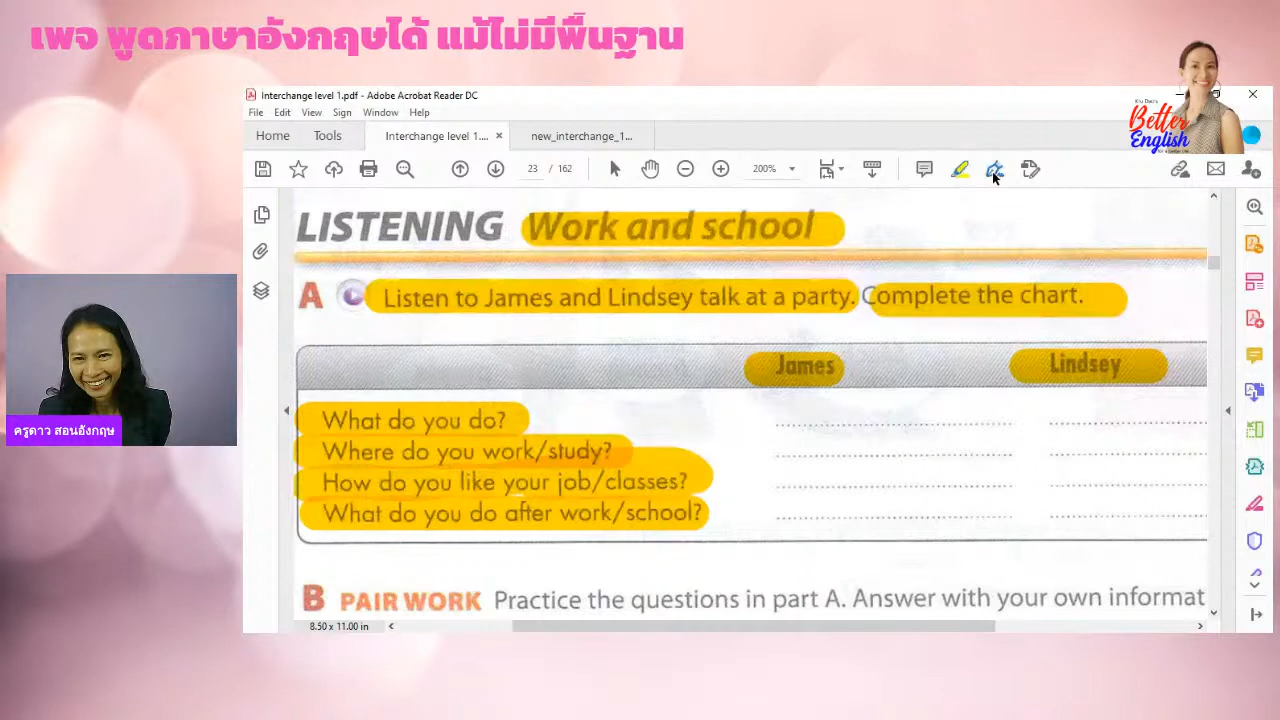 เพจ พูดภาษาอังกฤษได้ แม้ไม่มีพื้นฐาน
Interchange level 1.pdf - Adobe Acrobat Reader DC
File Edit View Sign Window Help
Home Tools Interchange level 1.... × new_interchange_1...
Better
English
23 / 162 200%
LISTENING Work and school
A Listen to James and Lindsey talk at a party. Complete the chart.
James Lindsey
What do you do?
Where do you work/study?
How do you like your job/classes?
What do you do after work/school?
B PAIR WORK Practice the questions in part A. Answer with your own informat
8.50 x 11.00 in
ครูดาว สอนอังกฤษ